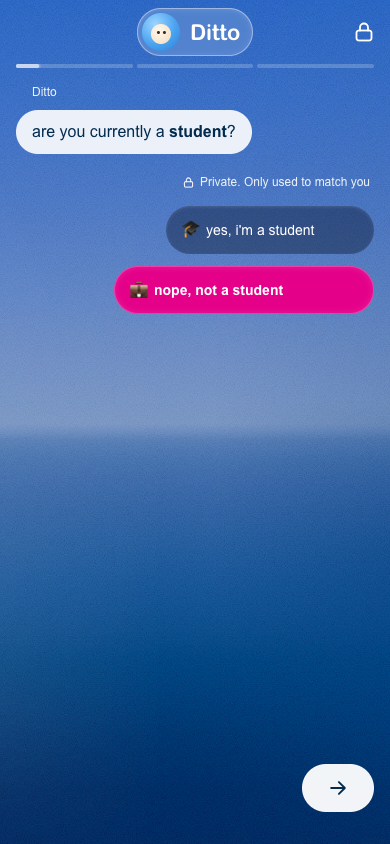 Ditto
Ditto
are you currently a student?
Private. Only used to match you
yes, i'm a student
nope, not a student